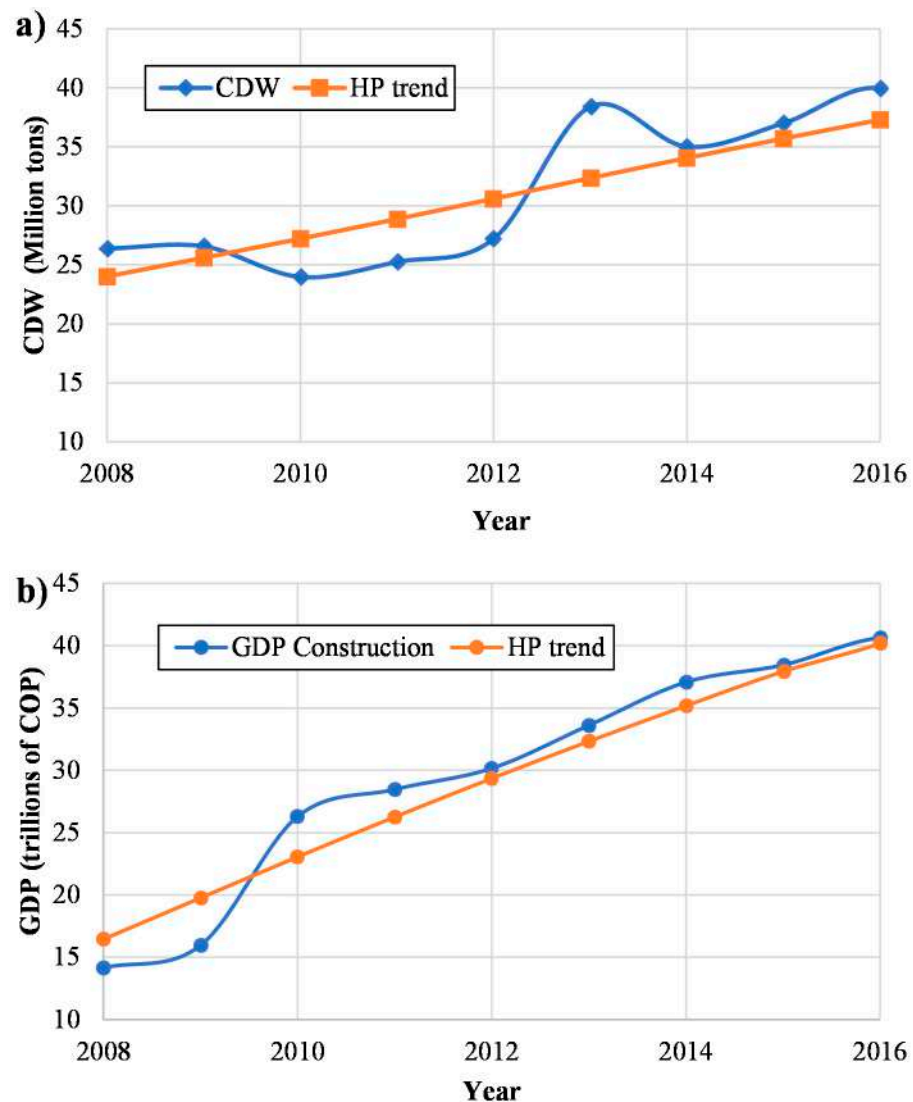 a)
45
40
35
30
25
20
15
10
CDW (Million tons)
CDW HP trend
2008 2010 2012 2014 2016
Year
b)
45
40
35
30
25
20
15
10
GDP (trillions of COP)
GDP Construction HP trend
2008 2010 2012 2014 2016
Year